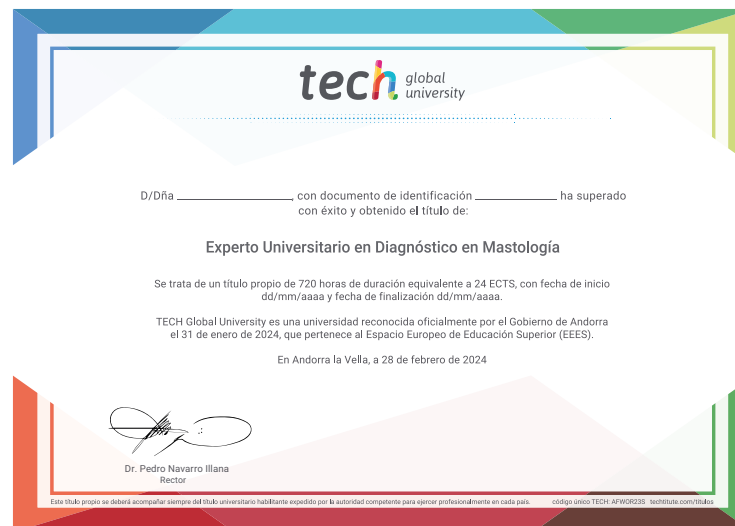 tech global
university
D/Dña ____________, con documento de identificación ____________ ha superado
con éxito y obtenido el título de:
Experto Universitario en Diagnóstico en Mastología
Se trata de un título propio de 720 horas de duración equivalente a 24 ECTS, con fecha de inicio
dd/mm/aaaa y fecha de finalización dd/mm/aaaa.
TECH Global University es una universidad reconocida oficialmente por el Gobierno de Andorra
el 31 de enero de 2024, que pertenece al Espacio Europeo de Educación Superior (EEES).
En Andorra la Vella, a 28 de febrero de 2024
Dr. Pedro Navarro Illana
Rector
Este título propio se deberá acompañar siempre del título universitario habilitante expedido por la autoridad competente para ejercer profesionalmente en cada país. código único TECH: AFWOR23S techtitute.com/titulos